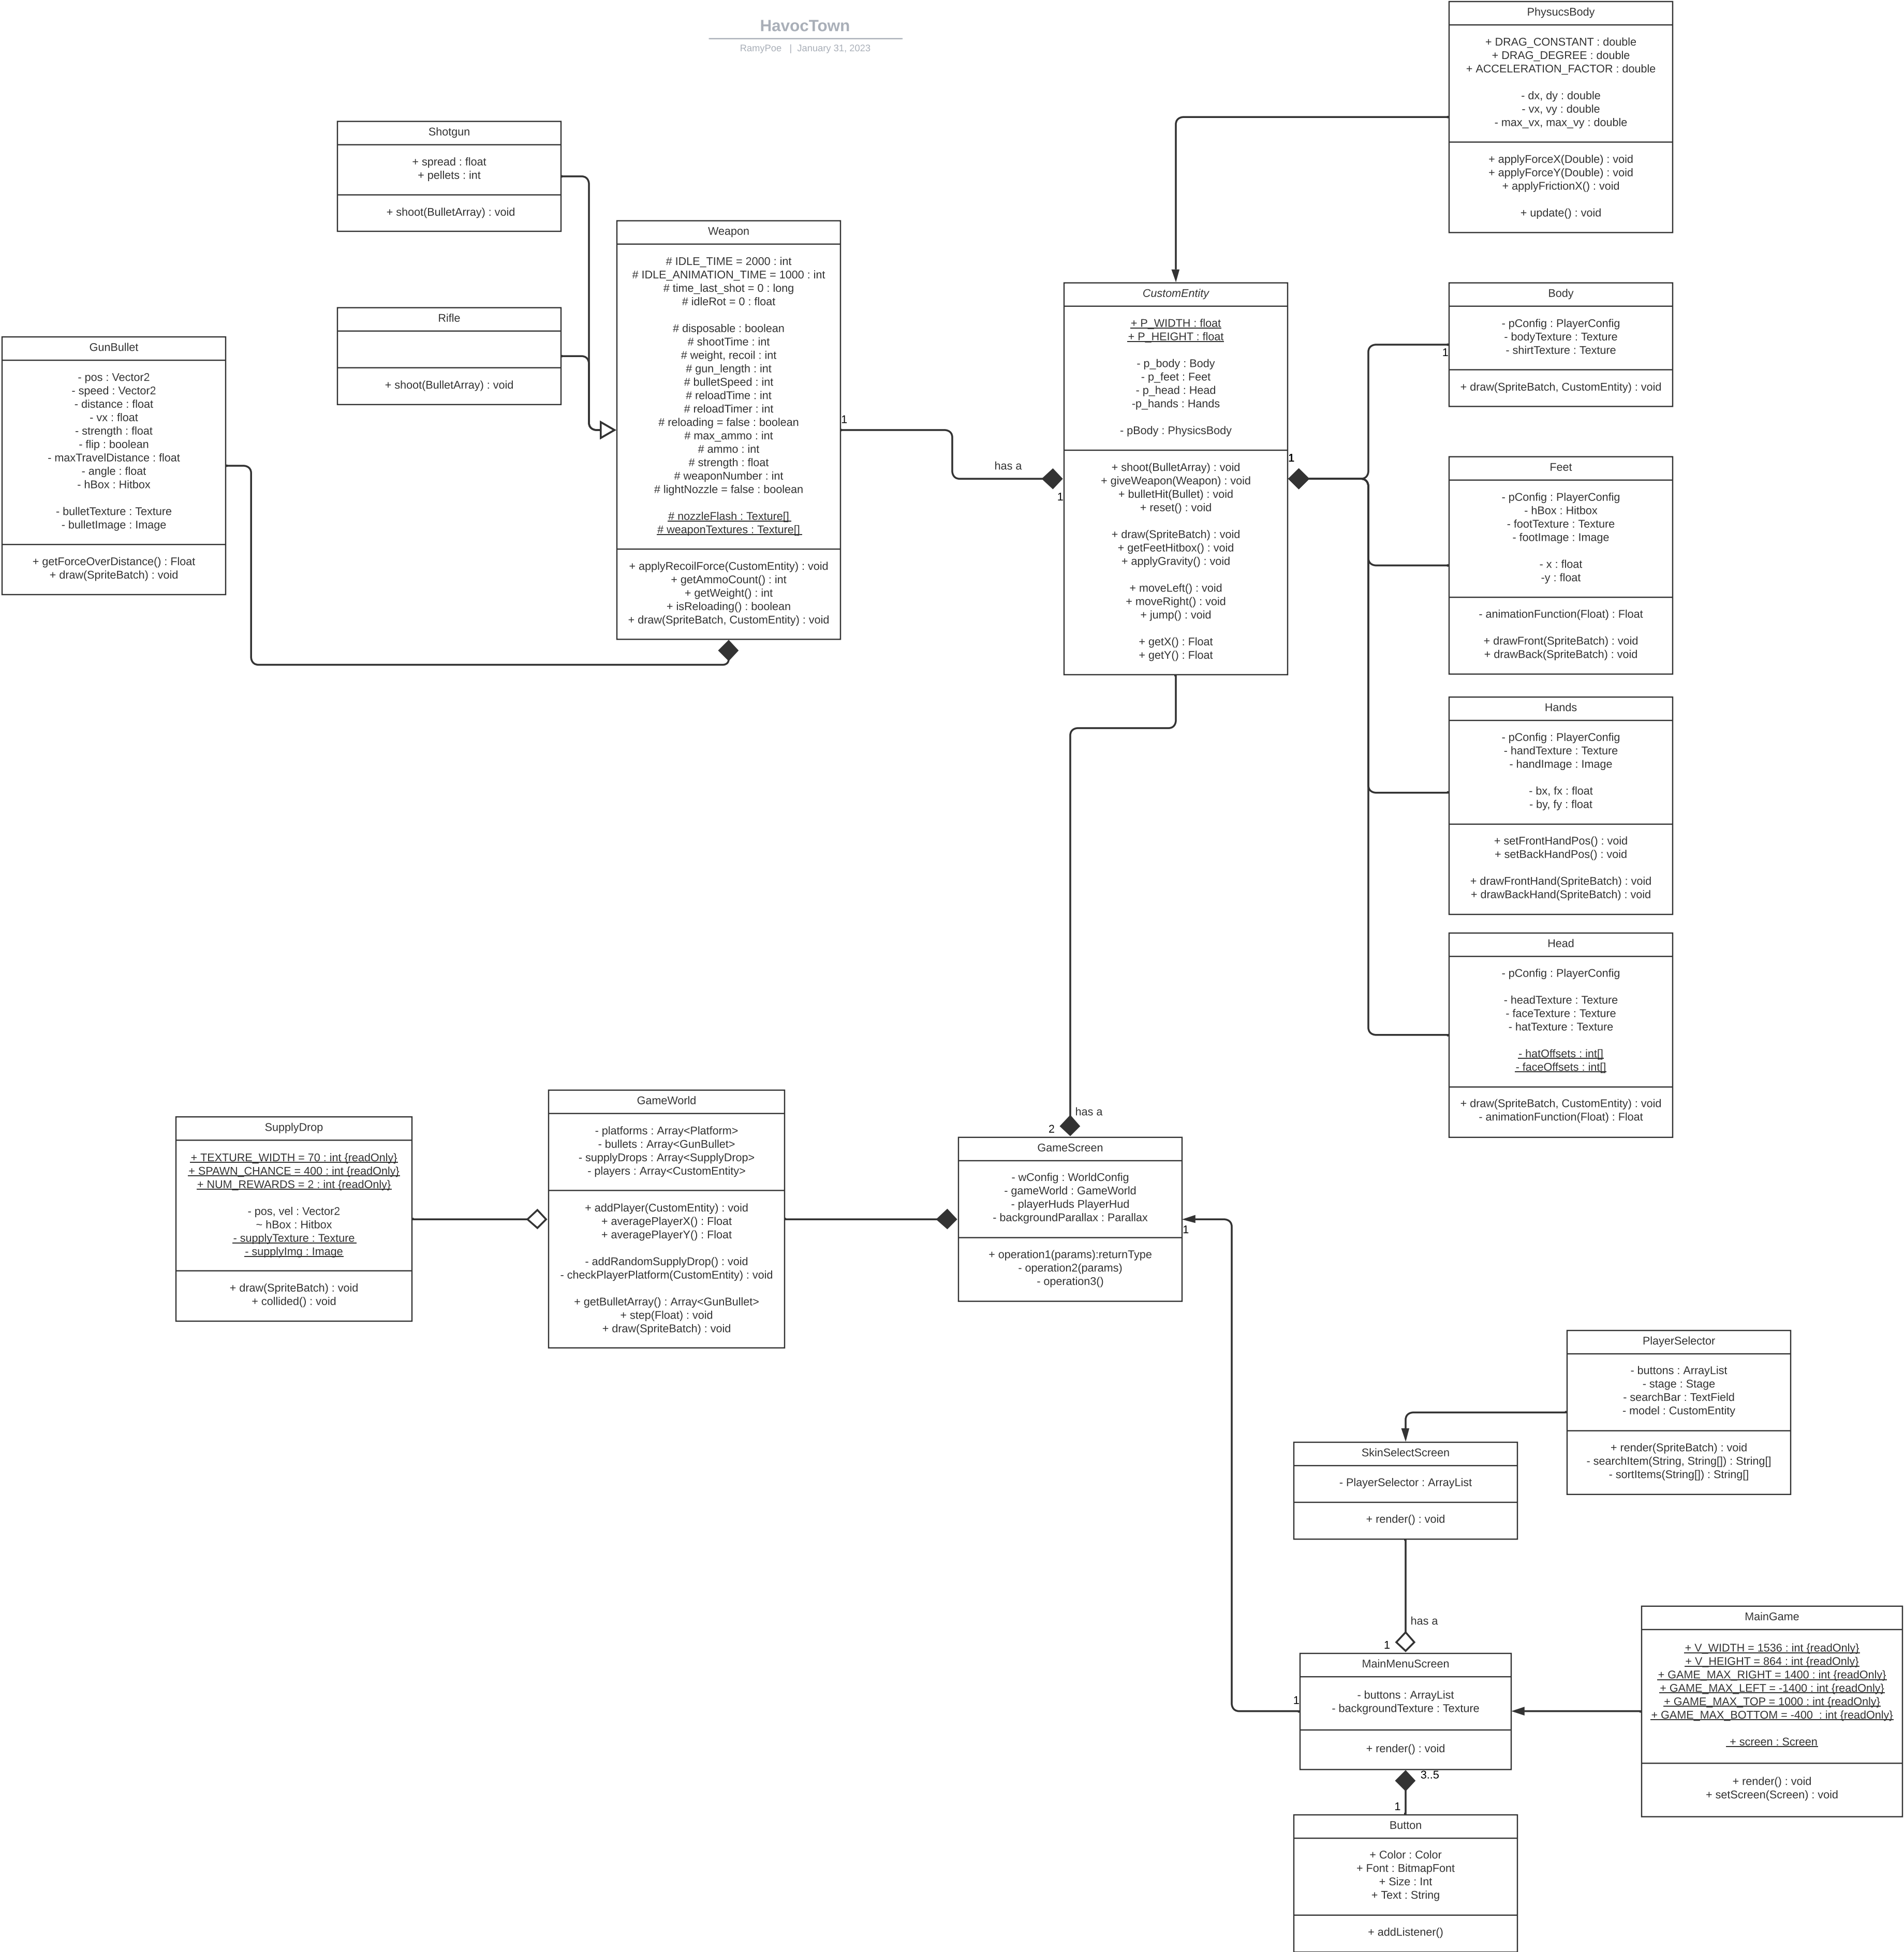 HavocTown
RamyPoe | January 31, 2023
PhysucsBody
+ DRAG_CONSTANT : double
+ DRAG_DEGREE : double
+ ACCELERATION_FACTOR : double
- dx, dy : double
- vx, vy : double
- max_vx, max_vy : double
+ applyForceX(Double) : void
+ applyForceY(Double) : void
+ applyFrictionX() : void
+ update() : void
Shotgun
+ spread : float
+ pellets : int
+ shoot(BulletArray) : void
Rifle
+ shoot(BulletArray) : void
GunBullet
- pos : Vector2
- speed : Vector2
- distance : float
- vx : float
- strength : float
- flip : boolean
- maxTravelDistance : float
- angle : float
- hBox : Hitbox
- bulletTexture : Texture
- bulletImage : Image
+ getForceOverDistance() : Float
+ draw(SpriteBatch) : void
Weapon
# IDLE_TIME = 2000 : int
# IDLE_ANIMATION_TIME = 1000 : int
# time_last_shot = 0 : long
# idleRot = 0 : float
# disposable : boolean
# shootTime : int
# weight, recoil : int
# gun_length : int
# bulletSpeed : int
# reloadTime : int
# reloadTimer : int
# reloading = false : boolean
# max_ammo : int
# ammo : int
# strength : float
# weaponNumber : int
# lightNozzle = false : boolean
# nozzleFlash : Texture[]
# weaponTextures : Texture[]
+ applyRecoilForce(CustomEntity) : void
+ getAmmoCount() : int
+ getWeight() : int
+ isReloading() : boolean
+ draw(SpriteBatch, CustomEntity) : void
1
has a
1
CustomEntity
+ P_WIDTH : float
+ P_HEIGHT : float
- p_body : Body
- p_feet : Feet
- p_head : Head
-p_hands : Hands
- pBody : PhysicsBody
+ shoot(BulletArray) : void
+ giveWeapon(Weapon) : void
+ bulletHit(Bullet) : void
+ reset() : void
+ draw(SpriteBatch) : void
+ getFeetHitbox() : void
+ applyGravity() : void
+ moveLeft() : void
+ moveRight() : void
+ jump() : void
+ getX() : Float
+ getY() : Float
1
1
Body
- pConfig : PlayerConfig
- bodyTexture : Texture
- shirtTexture : Texture
+ draw(SpriteBatch, CustomEntity) : void
Feet
- pConfig : PlayerConfig
- hBox : Hitbox
- footTexture : Texture
- footImage : Image
- x : float
-y : float
- animationFunction(Float) : Float
+ drawFront(SpriteBatch) : void
+ drawBack(SpriteBatch) : void
Hands
- pConfig : PlayerConfig
- handTexture : Texture
- handImage : Image
- bx, fx : float
- by, fy : float
+ setFrontHandPos() : void
+ setBackHandPos() : void
+ drawFrontHand(SpriteBatch) : void
+ drawBackHand(SpriteBatch) : void
Head
- pConfig : PlayerConfig
- headTexture : Texture
- faceTexture : Texture
- hatTexture : Texture
- hatOffsets : int[]
- faceOffsets : int[]
+ draw(SpriteBatch, CustomEntity) : void
- animationFunction(Float) : Float
SupplyDrop
+ TEXTURE_WIDTH = 70 : int {readOnly}
+ SPAWN_CHANCE = 400 : int {readOnly}
+ NUM_REWARDS = 2 : int {readOnly}
- pos, vel : Vector2
~ hBox : Hitbox
- supplyTexture : Texture
- supplyImg : Image
+ draw(SpriteBatch) : void
+ collided() : void
GameWorld
- platforms : Array<Platform>
- bullets : Array<GunBullet>
- supplyDrops : Array<SupplyDrop>
- players : Array<CustomEntity>
+ addPlayer(CustomEntity) : void
+ averagePlayerX() : Float
+ averagePlayerY() : Float
- addRandomSupplyDrop() : void
- checkPlayerPlatform(CustomEntity) : void
+ getBulletArray() : Array<GunBullet>
+ step(Float) : void
+ draw(SpriteBatch) : void
has a
2
GameScreen
- wConfig : WorldConfig
- gameWorld : GameWorld
- playerHuds PlayerHud
- backgroundParallax : Parallax
+ operation1(params):returnType
- operation2(params)
- operation3()
1
PlayerSelector
- buttons : ArrayList
- stage : Stage
- searchBar : TextField
- model : CustomEntity
+ render(SpriteBatch) : void
- searchItem(String, String[]) : String[]
- sortItems(String[]) : String[]
SkinSelectScreen
- PlayerSelector : ArrayList
+ render() : void
has a
1
MainMenuScreen
1
- buttons : ArrayList
- backgroundTexture : Texture
+ render() : void
MainGame
+ V_WIDTH = 1536 : int {readOnly}
+ V_HEIGHT = 864 : int {readOnly}
+ GAME_MAX_RIGHT = 1400 : int {readOnly}
+ GAME_MAX_LEFT = -1400 : int {readOnly}
+ GAME_MAX_TOP = 1000 : int {readOnly}
+ GAME_MAX_BOTTOM = -400 : int {readOnly}
+ screen : Screen
+ render() : void
+ setScreen(Screen) : void
3..5
1
Button
+ Color : Color
+ Font : BitmapFont
+ Size : Int
+ Text : String
+ addListener()